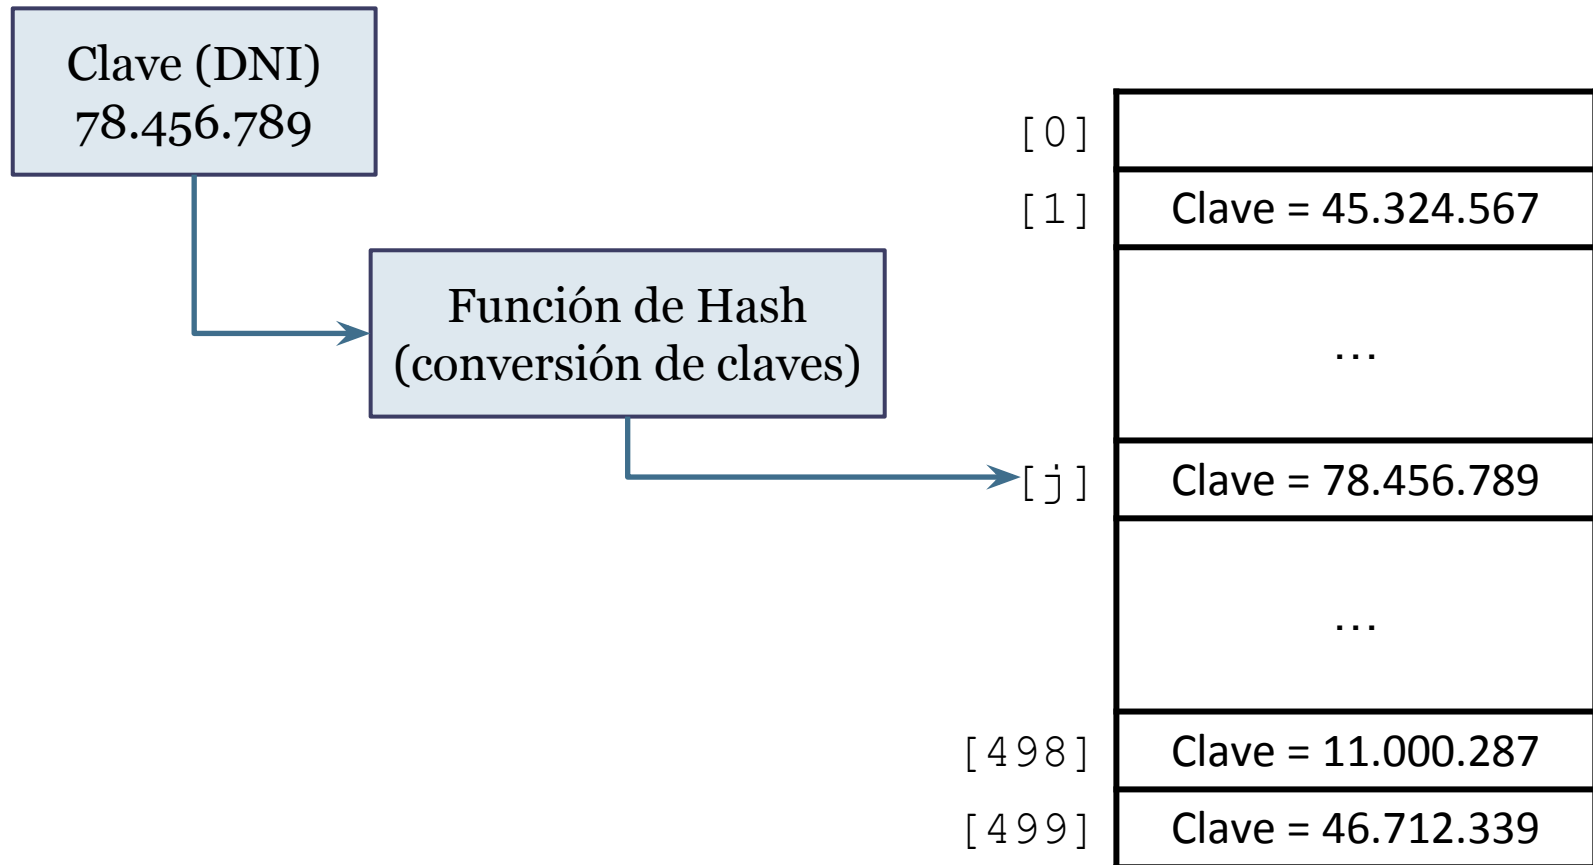 Clave (DNI)
78.456.789
Función de Hash
(conversión de claves)
[0]
[1] Clave = 45.324.567
...
[j] Clave = 78.456.789
...
[498] Clave = 11.000.287
[499] Clave = 46.712.339